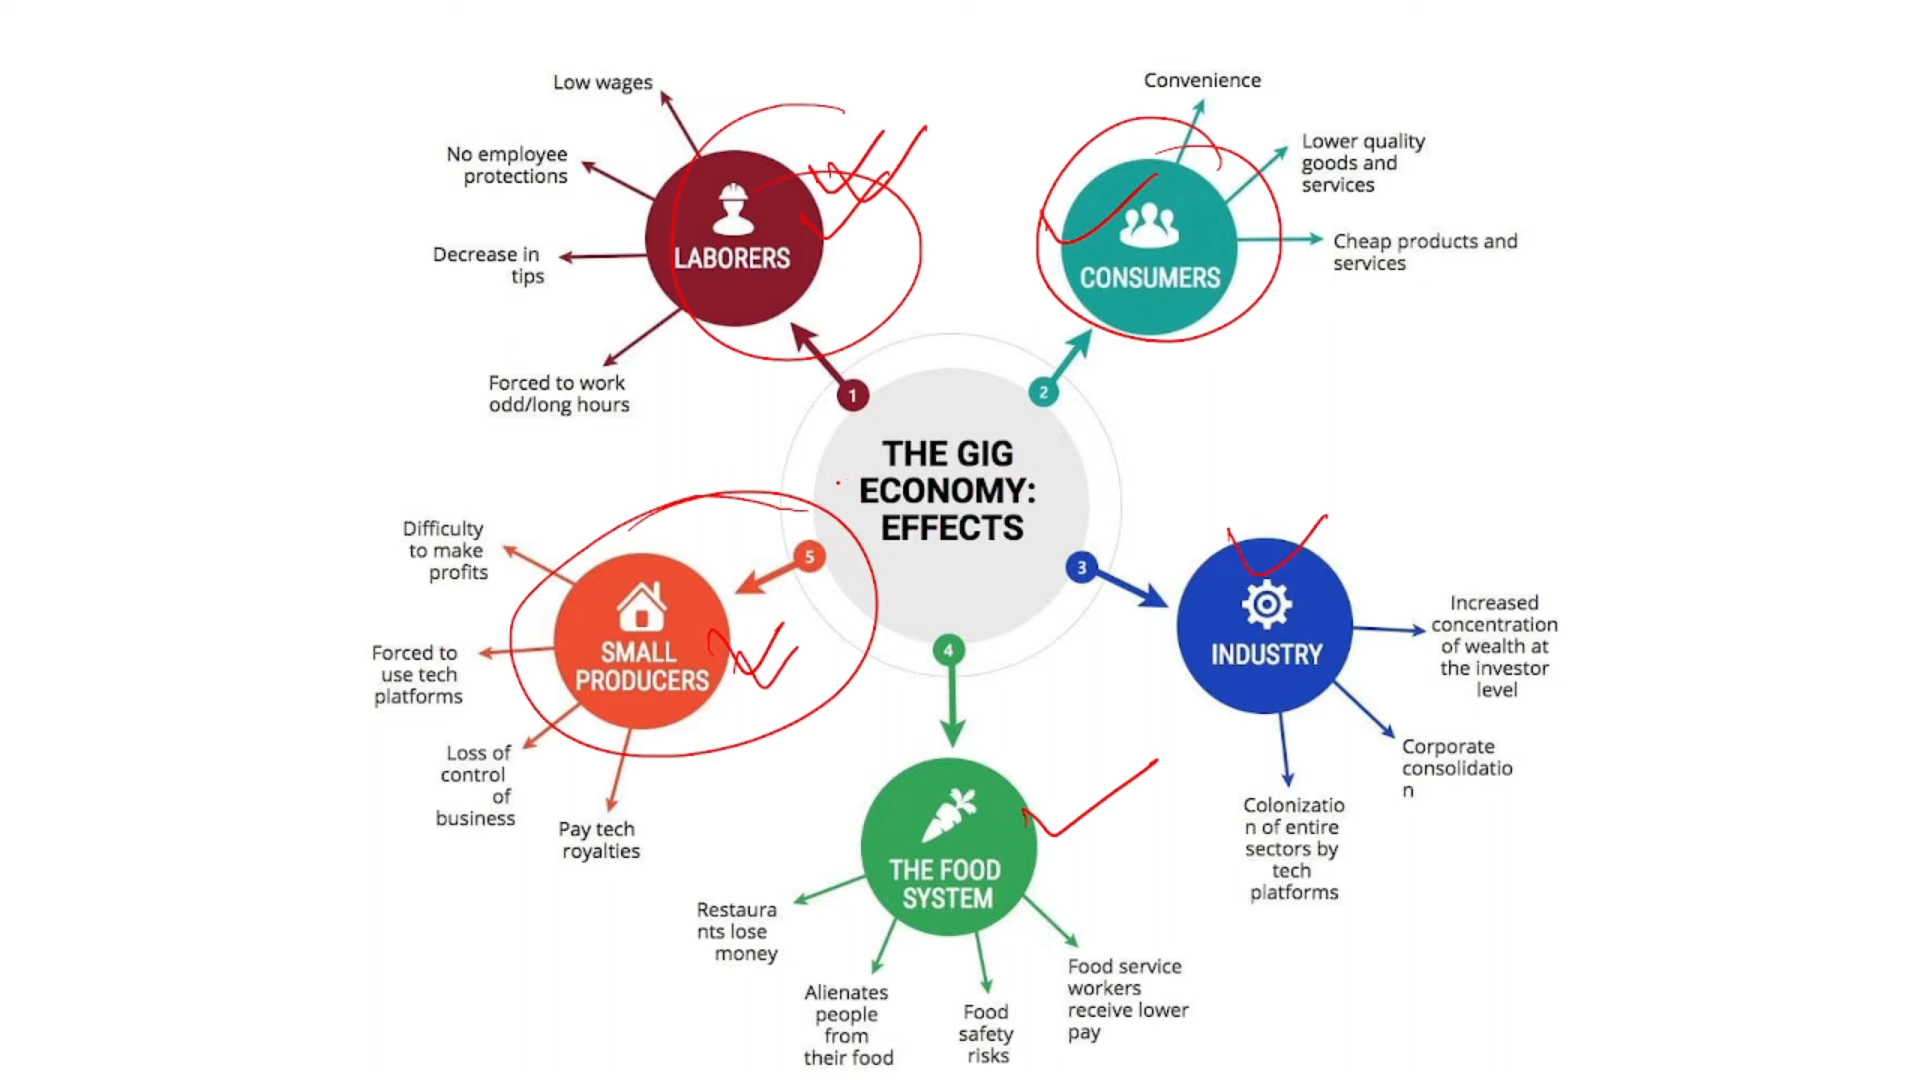 THE GIG
ECONOMY:
EFFECTS
1
LABORERS
Low wages
No employee
protections
Decrease in
tips
Forced to work
odd/long hours
2
CONSUMERS
Convenience
Lower quality
goods and
services
Cheap products and
services
3
INDUSTRY
Increased
concentration
of wealth at
the investor
level
Corporate
consolidatio
n
Colonizatio
n of entire
sectors by
tech
platforms
4
THE FOOD
SYSTEM
Food service
workers
receive lower
pay
Food
safety
risks
Alienates
people
from
their food
Restaura
nts lose
money
5
SMALL
PRODUCERS
Difficulty
to make
profits
Forced to
use tech
platforms
Loss of
control
of
business
Pay tech
royalties